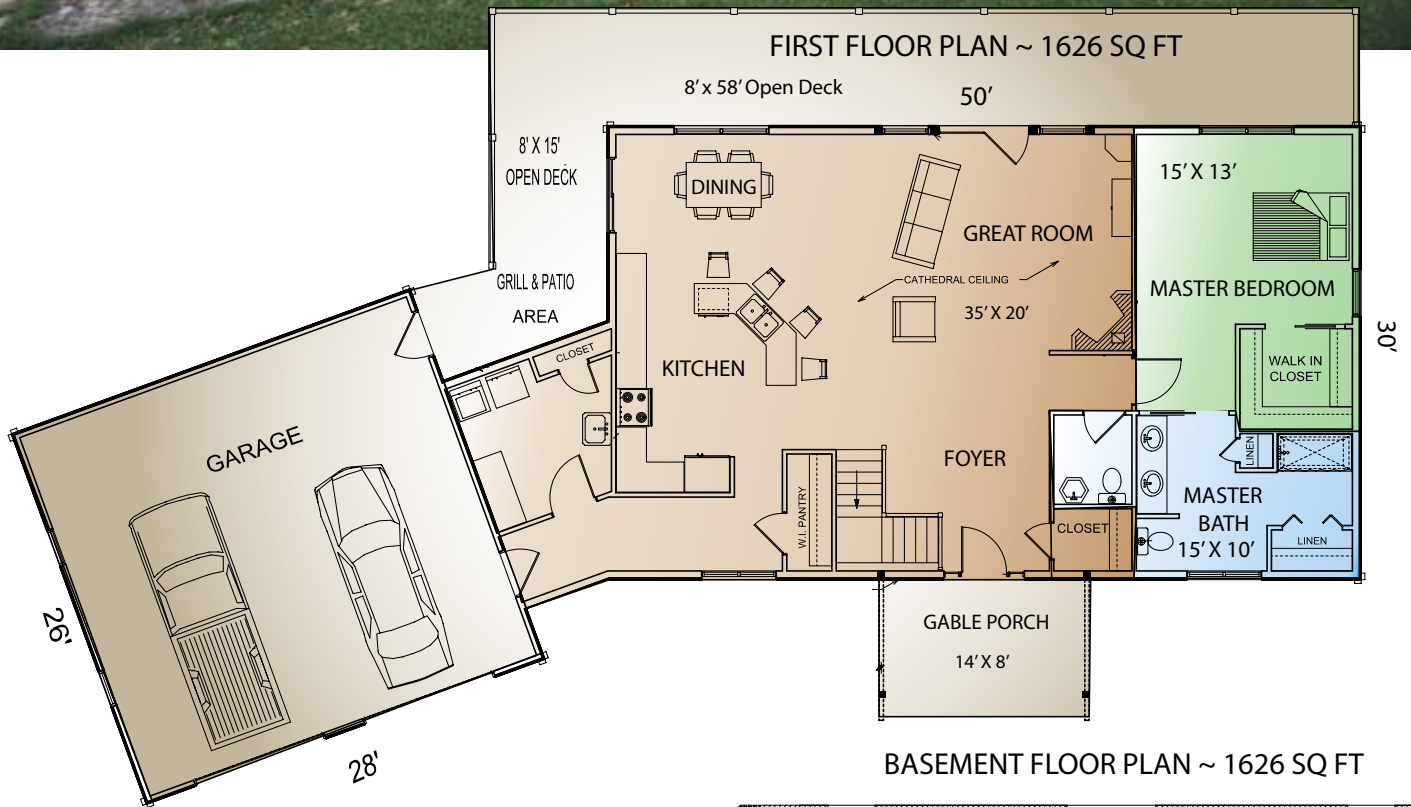 FIRST FLOOR PLAN ~ 1626 SQ FT
8' x 58' Open Deck
50'
8' X 15'
OPEN DECK
DINING
15' X 13'
GREAT ROOM
CATHEDRAL CEILING
35' X 20'
MASTER BEDROOM
GRILL & PATIO
AREA
30'
CLOSET
KITCHEN
WALK IN
CLOSET
GARAGE
FOYER
LINEN
W.I. PANTRY
MASTER
BATH
15' X 10'
CLOSET
LINEN
26'
28'
GABLE PORCH
14' X 8'
BASEMENT FLOOR PLAN ~ 1626 SQ FT